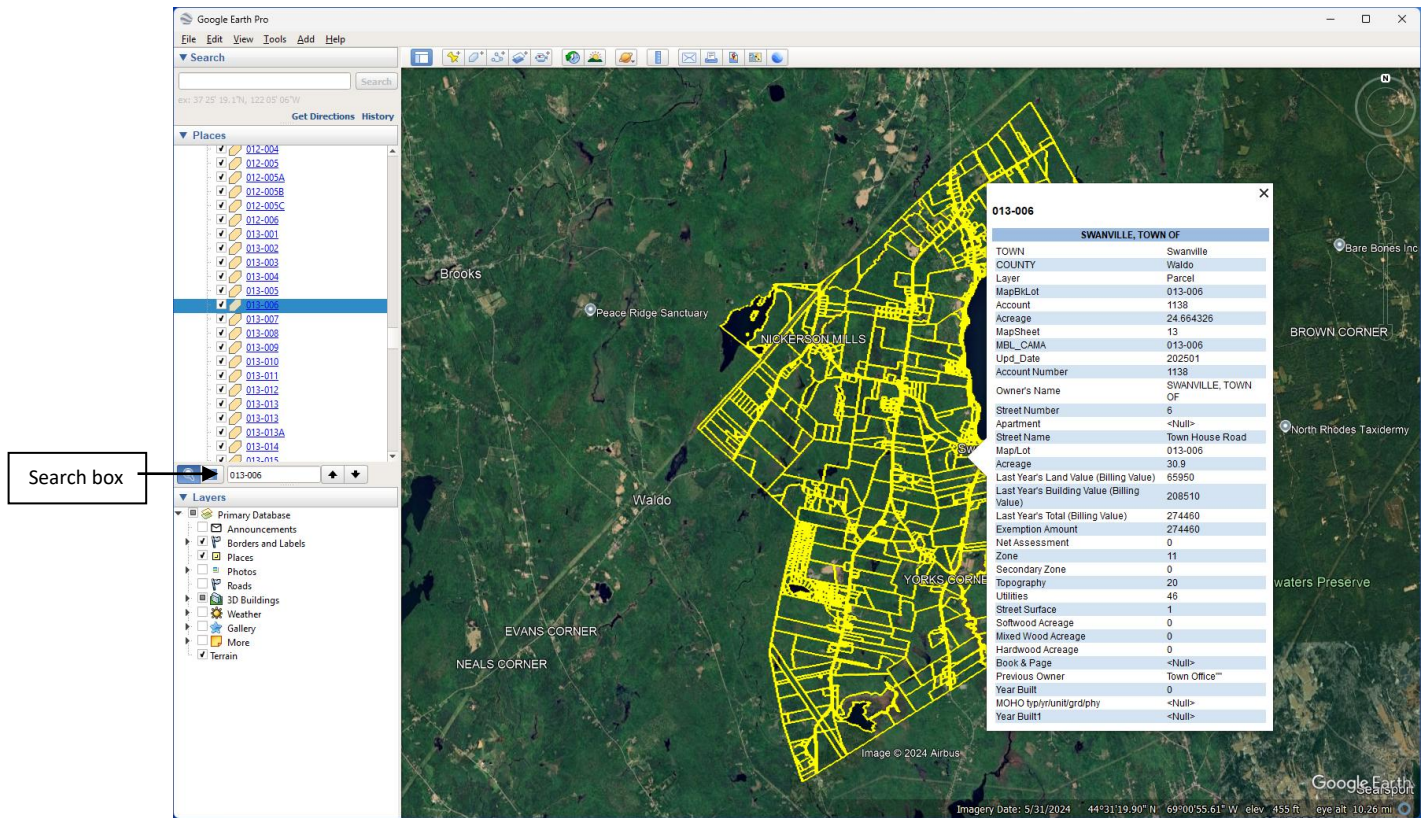 Google Earth Pro
File Edit View Tools Add Help
Search
Search
ex: 37 25' 19.1"N, 122 05' 06"W
Get Directions History
Places
012-004
012-005
012-005A
012-005B
012-005C
012-006
013-001
013-002
013-003
013-004
013-005
013-006
013-007
013-008
013-009
013-010
013-011
013-012
013-013
013-013
013-013A
013-014
013-015
Search box
013-006
Layers
Primary Database
Announcements
Borders and Labels
Places
Photos
Roads
3D Buildings
Weather
Gallery
More
Terrain
N
Brooks
Peace Ridge Sanctuary
NICKERSON MILLS
Waldo
EVANS CORNER
NEALS CORNER
YORKS CORNE
Sw
Bare Bones Inc
BROWN CORNER
North Rhodes Taxidermy
waters Preserve
013-006
SWANVILLE, TOWN OF
TOWN Swanville
COUNTY Waldo
Layer Parcel
MapBkLot 013-006
Account 1138
Acreage 24.664326
MapSheet 13
MBL_CAMA 013-006
Upd_Date 202501
Account Number 1138
Owner's Name SWANVILLE, TOWN
OF
Street Number 6
Apartment <Null>
Street Name Town House Road
Map/Lot 013-006
Acreage 30.9
Last Year's Land Value (Billing Value) 65950
Last Year's Building Value (Billing
Value) 208510
Last Year's Total (Billing Value) 274460
Exemption Amount 274460
Net Assessment 0
Zone 11
Secondary Zone 0
Topography 20
Utilities 46
Street Surface 1
Softwood Acreage 0
Mixed Wood Acreage 0
Hardwood Acreage 0
Book & Page <Null>
Previous Owner Town Office""
Year Built 0
MOHO typ/yr/unit/grd/phy <Null>
Year Built1 <Null>
Image © 2024 Airbus
Google Earth
Searsport
Imagery Date: 5/31/2024 44°31'19.90" N 69°00'55.61" W elev 455 ft eye alt 10.26 mi